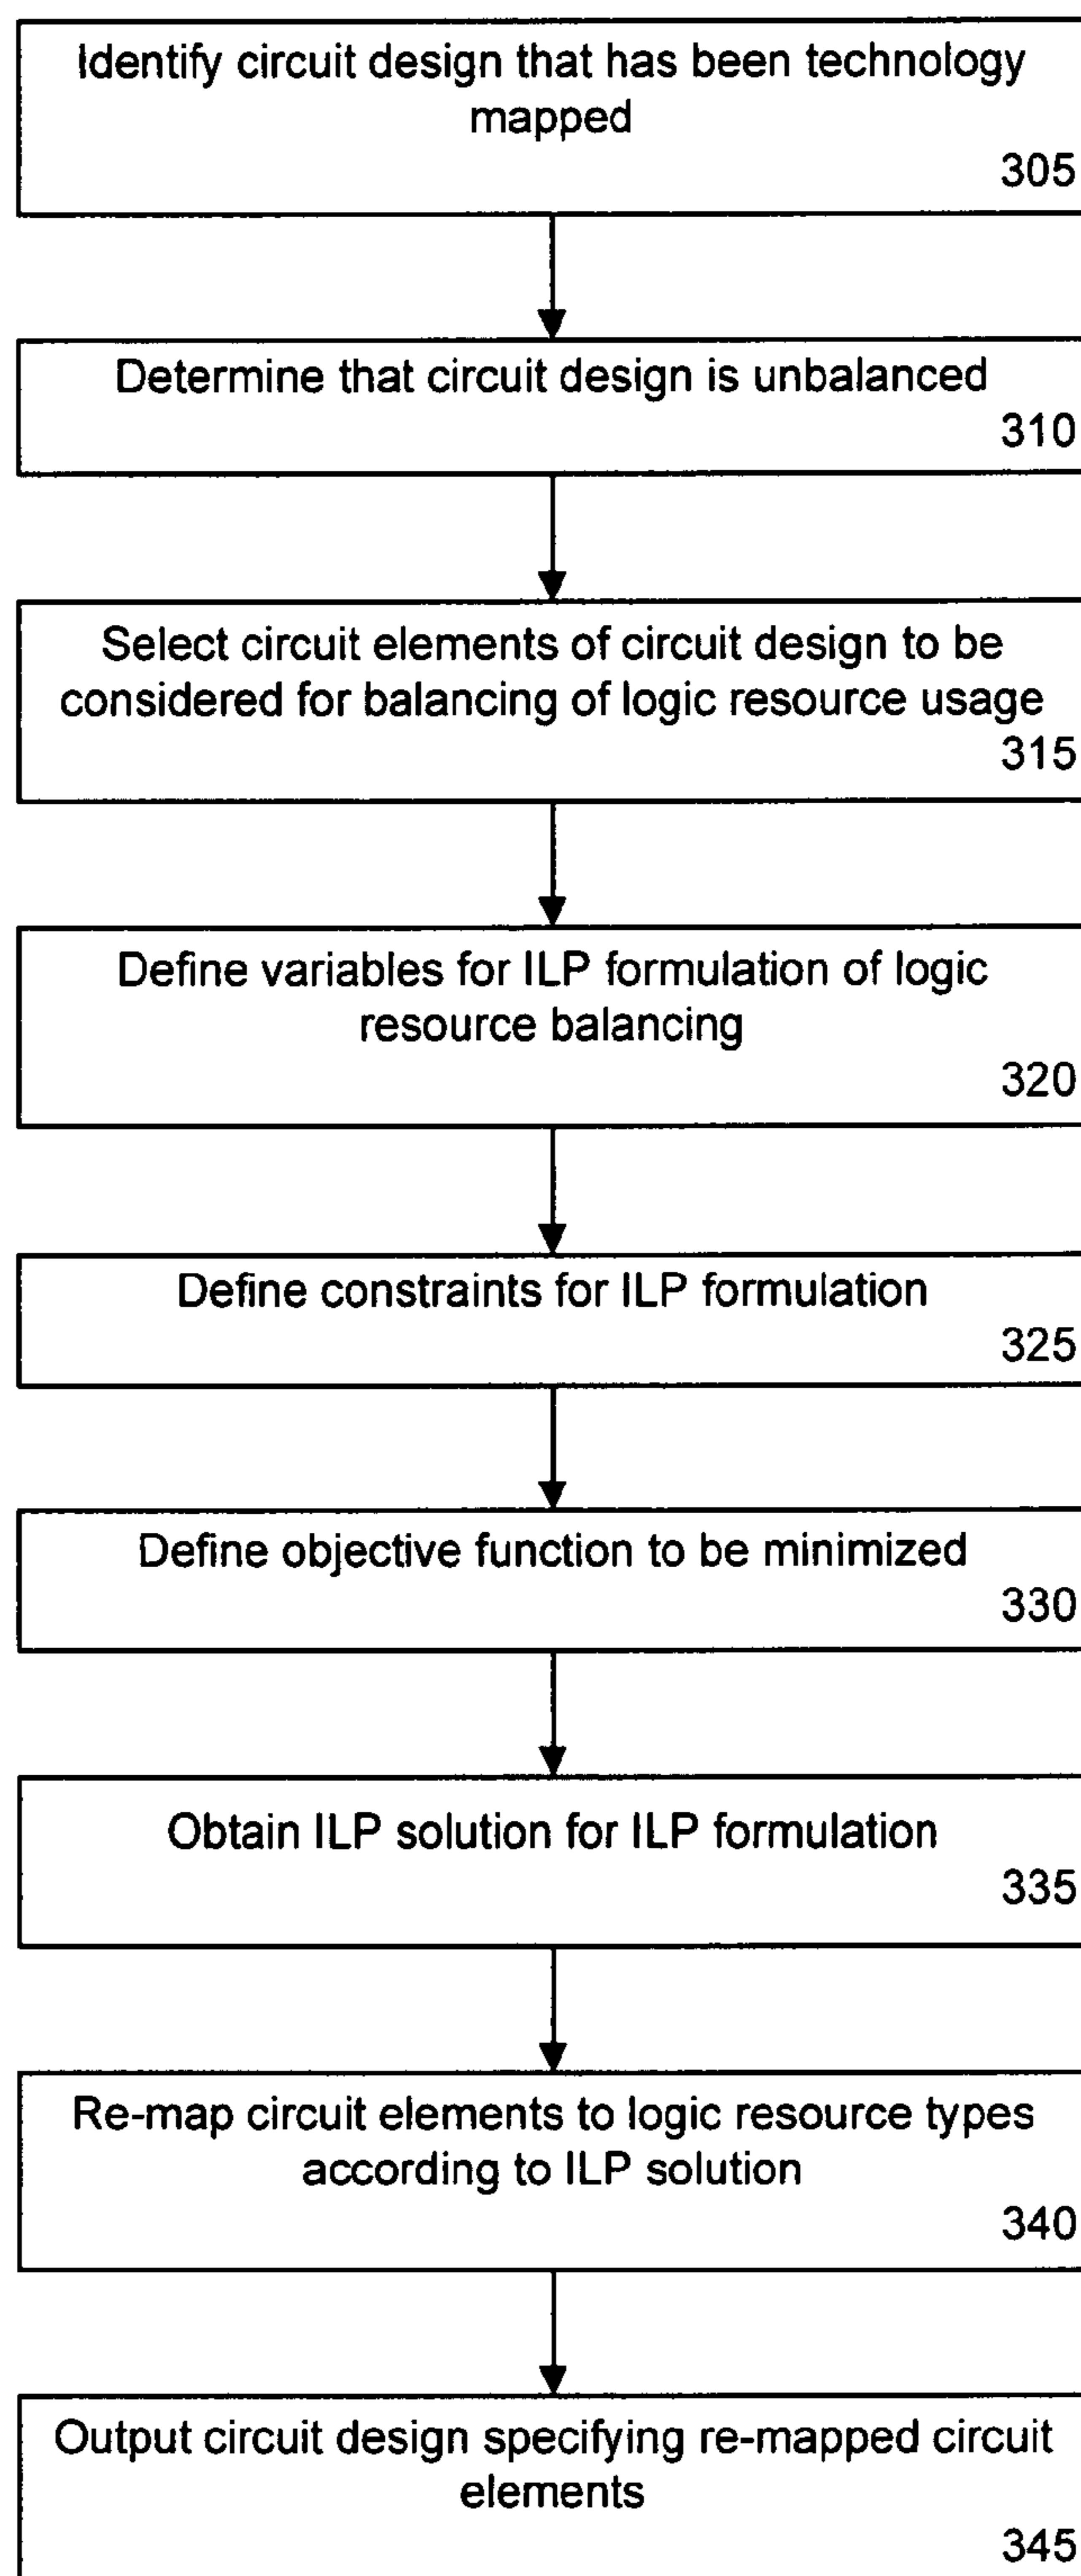 Identify circuit design that has been technology
mapped
305
Determine that circuit design is unbalanced
310
Select circuit elements of circuit design to be
considered for balancing of logic resource usage
315
Define variables for ILP formulation of logic
resource balancing
320
Define constraints for ILP formulation
325
Define objective function to be minimized
330
Obtain ILP solution for ILP formulation
335
Re-map circuit elements to logic resource types
according to ILP solution
340
Output circuit design specifying re-mapped circuit
elements
345